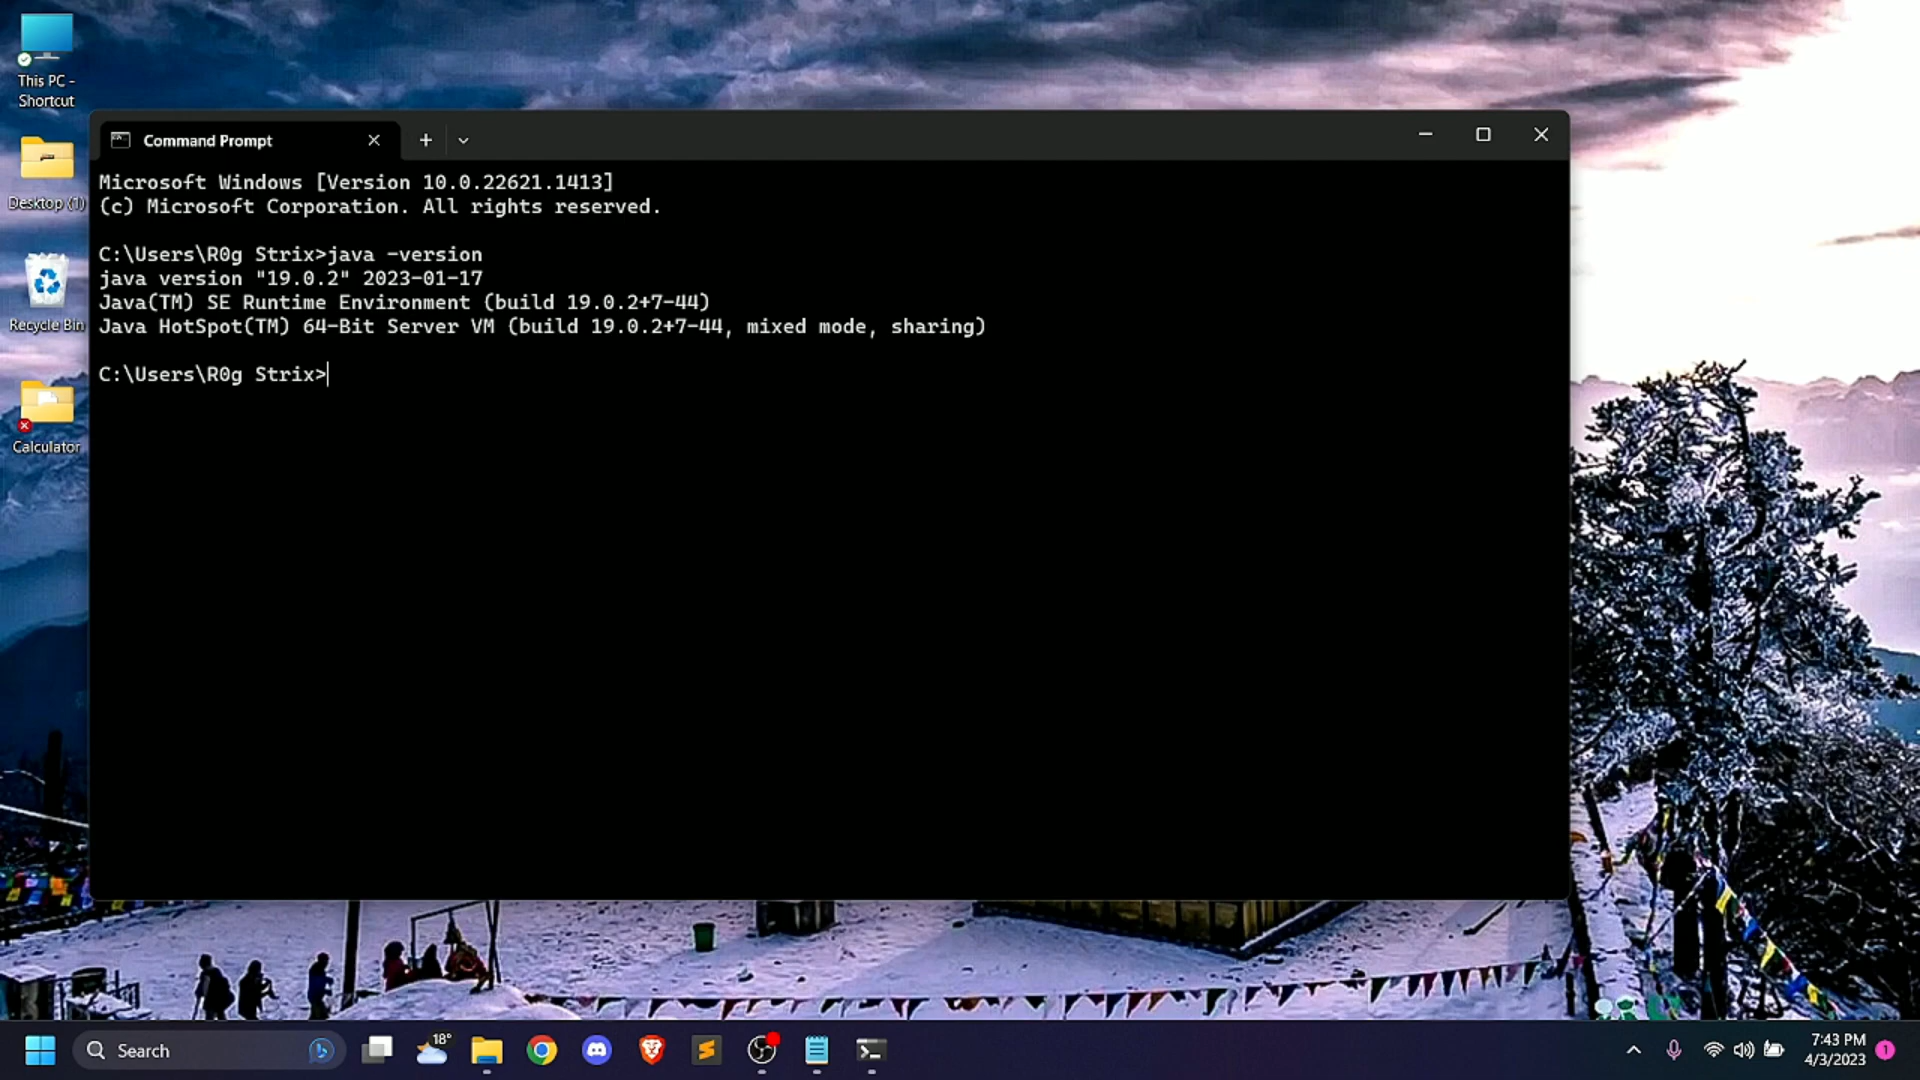 This PC -
Shortcut
Desktop (1)
Recycle Bin
Calculator
Command Prompt
Microsoft Windows [Version 10.0.22621.1413]
(c) Microsoft Corporation. All rights reserved.
C:\Users\R0g Strix>java -version
java version "19.0.2" 2023-01-17
Java(TM) SE Runtime Environment (build 19.0.2+7-44)
Java HotSpot(TM) 64-Bit Server VM (build 19.0.2+7-44, mixed mode, sharing)
C:\Users\R0g Strix>
Search
18°
7:43 PM
4/3/2023
1